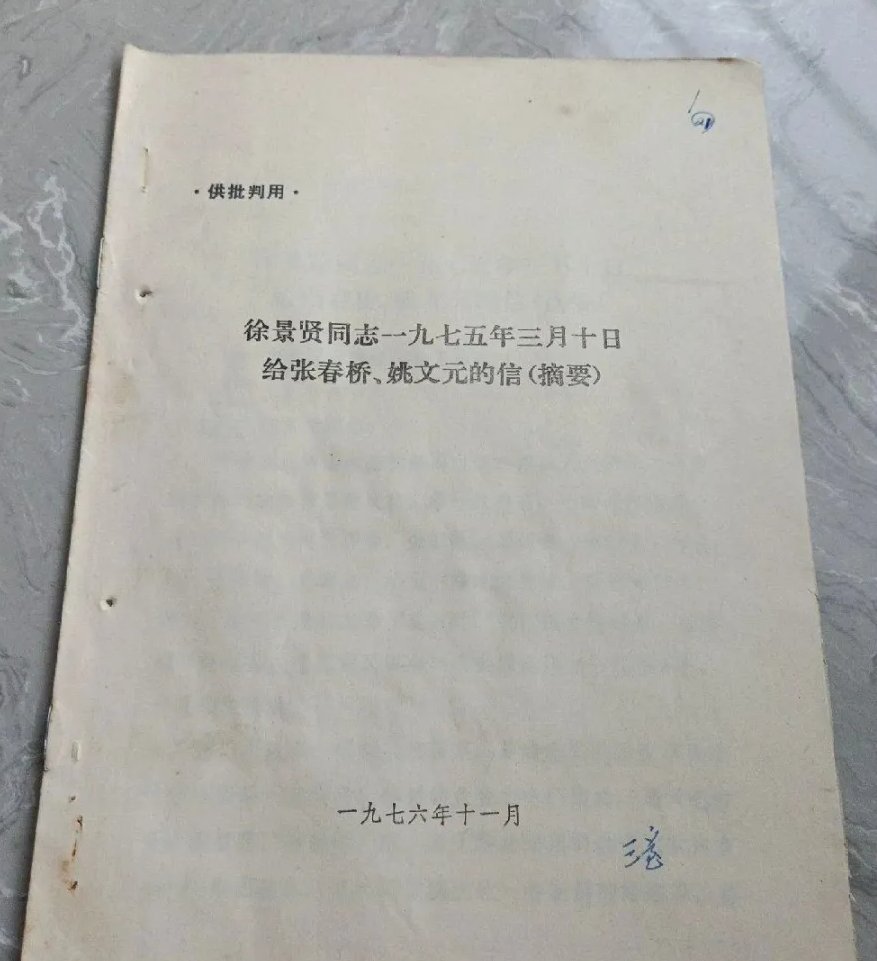 ·供批判用·
徐景贤同志一九七五年三月十日
给张春桥、姚文元的信(摘要)
一九七六年十一月